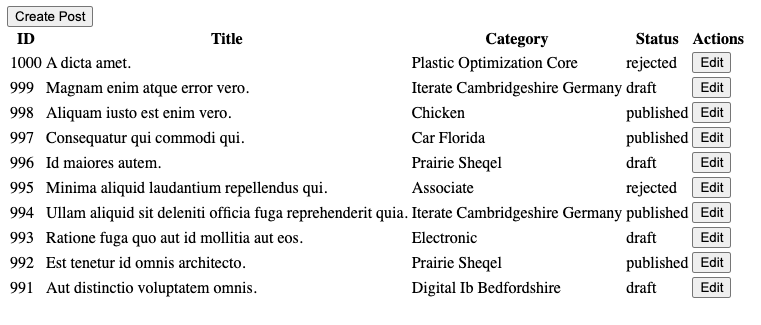 Create Post
ID Title Category Status Actions
1000 A dicta amet. Plastic Optimization Core rejected Edit
999 Magnam enim atque error vero. Iterate Cambridgeshire Germany draft Edit
998 Aliquam iusto est enim vero. Chicken published Edit
997 Consequatur qui commodi qui. Car Florida published Edit
996 Id maiores autem. Prairie Sheqel draft Edit
995 Minima aliquid laudantium repellendus qui. Associate rejected Edit
994 Ullam aliquid sit deleniti officia fuga reprehenderit quia. Iterate Cambridgeshire Germany published Edit
993 Ratione fuga quo aut id mollitia aut eos. Electronic draft Edit
992 Est tenetur id omnis architecto. Prairie Sheqel published Edit
991 Aut distinctio voluptatem omnis. Digital Ib Bedfordshire draft Edit